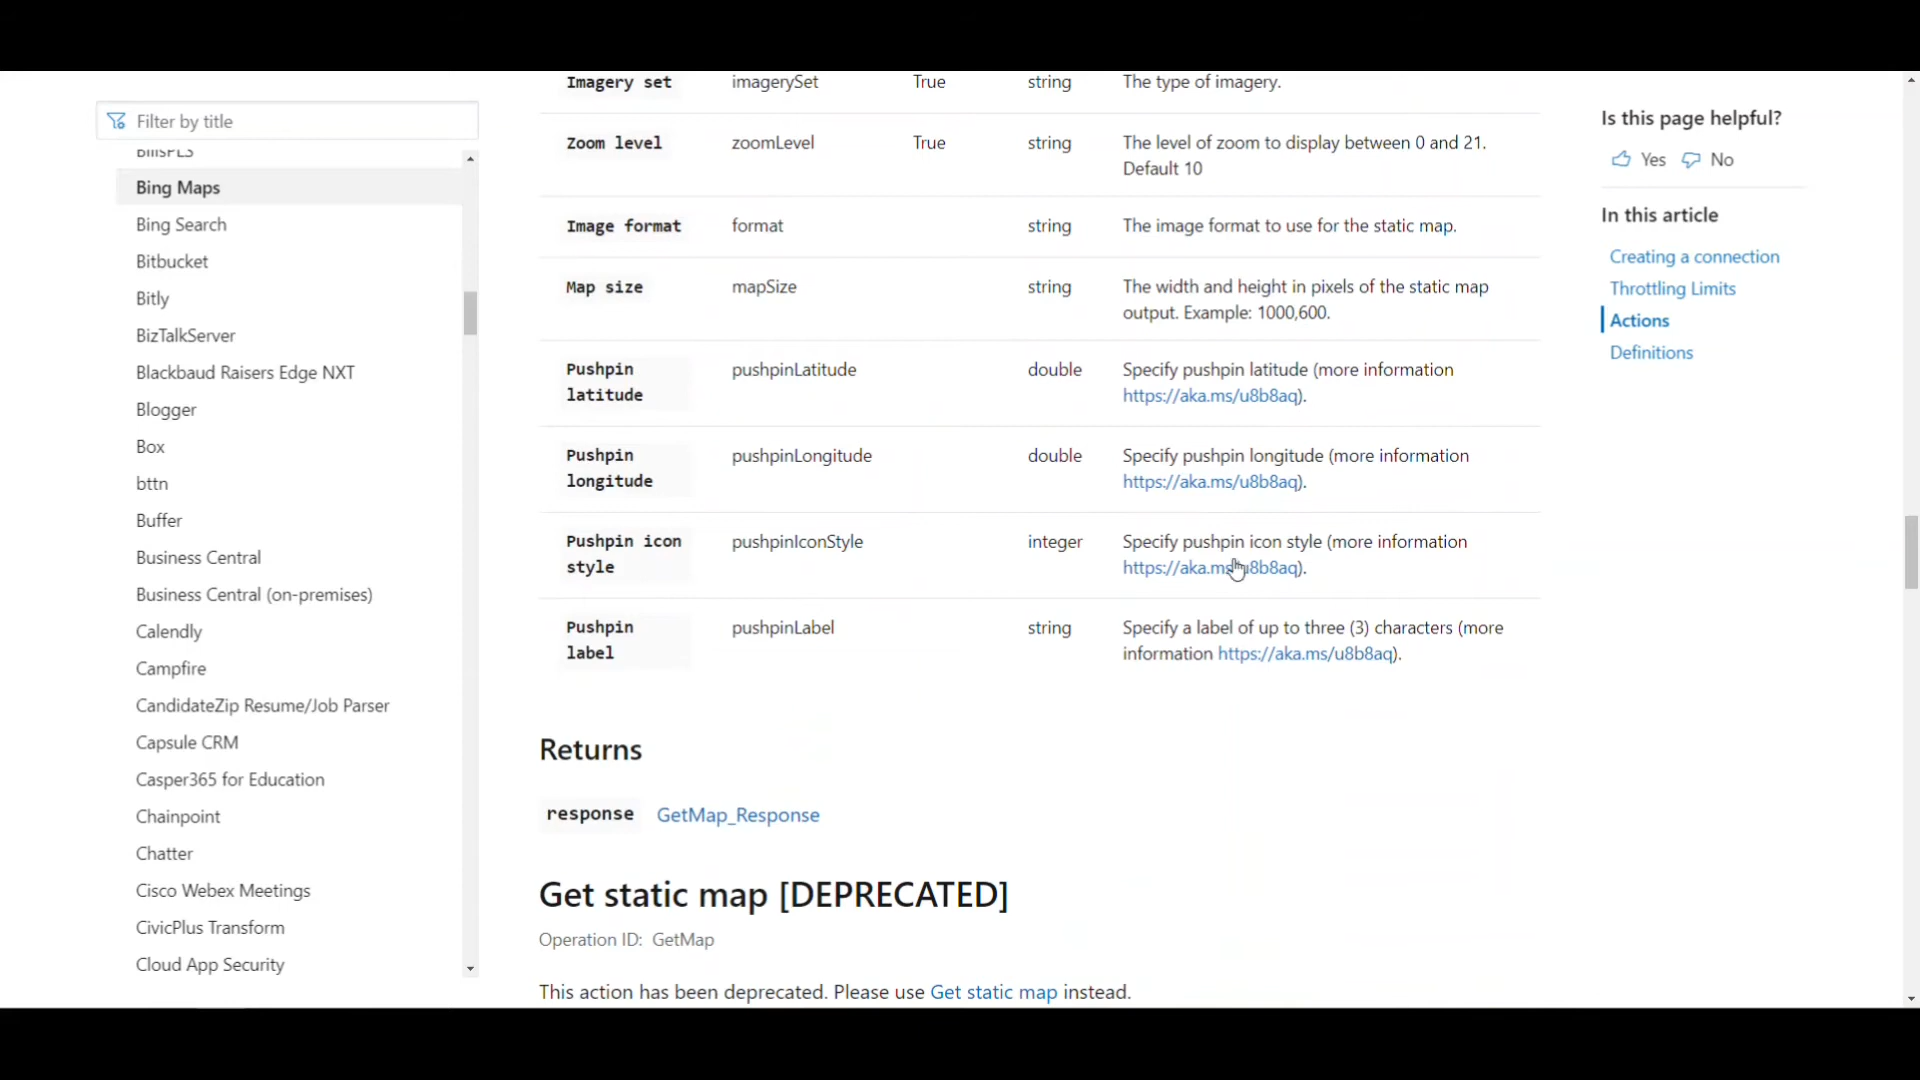 Filter by title
BillsPLS
Bing Maps
Bing Search
Bitbucket
Bitly
BizTalkServer
Blackbaud Raisers Edge NXT
Blogger
Box
bttn
Buffer
Business Central
Business Central (on-premises)
Calendly
Campfire
CandidateZip Resume/Job Parser
Capsule CRM
Casper365 for Education
Chainpoint
Chatter
Cisco Webex Meetings
CivicPlus Transform
Cloud App Security
Imagery set imagerySet True string The type of imagery.
Zoom level zoomLevel True string The level of zoom to display between 0 and 21.
Default 10
Image format format string The image format to use for the static map.
Map size mapSize string The width and height in pixels of the static map
output. Example: 1000,600.
Pushpin pushpinLatitude double Specify pushpin latitude (more information
latitude https://aka.ms/u8b8aq).
Pushpin pushpinLongitude double Specify pushpin longitude (more information
longitude https://aka.ms/u8b8aq).
Pushpin icon pushpinIconStyle integer Specify pushpin icon style (more information
style https://aka.ms/u8b8aq).
Pushpin pushpinLabel string Specify a label of up to three (3) characters (more
label information https://aka.ms/u8b8aq).
Returns
response GetMap_Response
Get static map [DEPRECATED]
Operation ID: GetMap
This action has been deprecated. Please use Get static map instead.
Is this page helpful?
Yes No
In this article
Creating a connection
Throttling Limits
Actions
Definitions